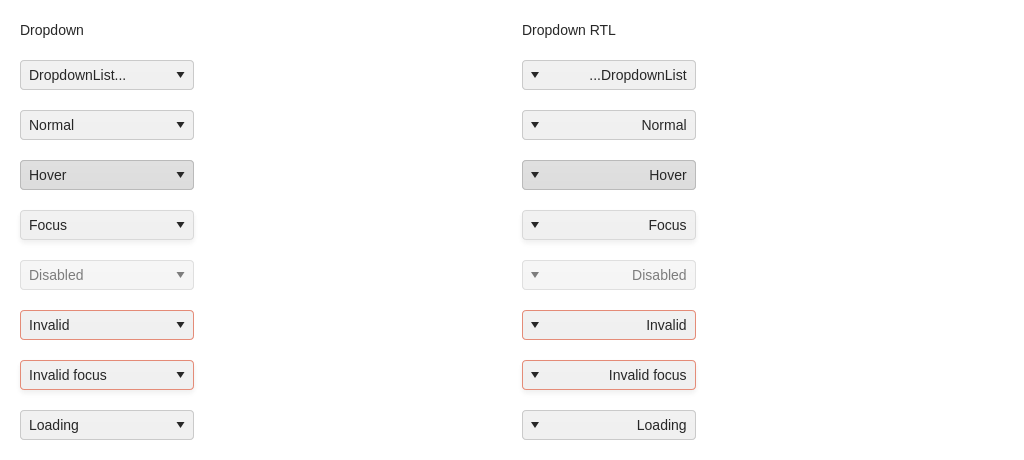 Dropdown
DropdownList...
Normal
Hover
Focus
Disabled
Invalid
Invalid focus
Loading
Dropdown RTL
...DropdownList
Normal
Hover
Focus
Disabled
Invalid
Invalid focus
Loading